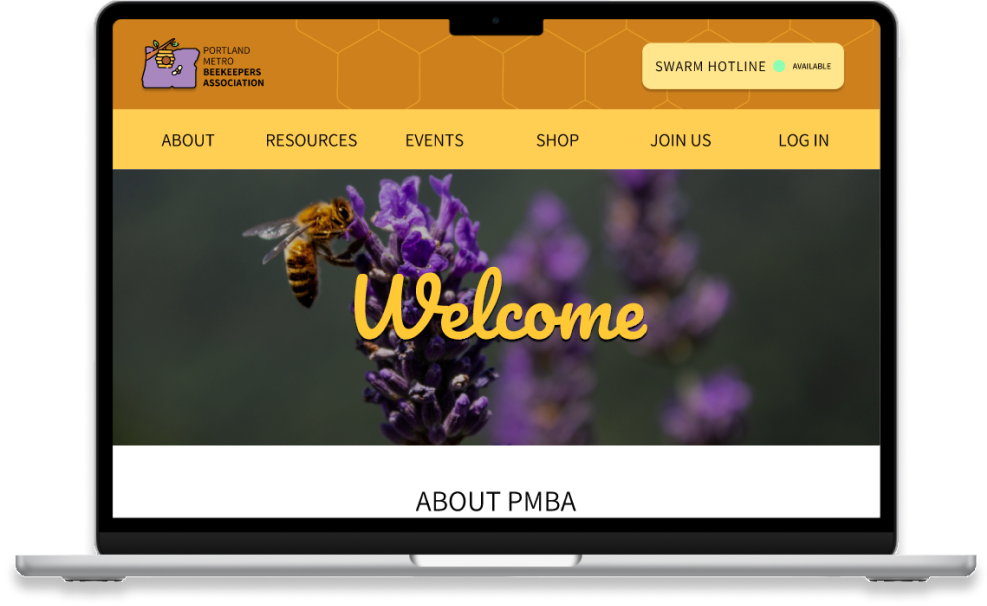 PORTLAND
METRO
BEEKEEPERS
ASSOCIATION
SWARM HOTLINE AVAILABLE
ABOUT RESOURCES EVENTS SHOP JOIN US LOG IN
Welcome
ABOUT PMBA